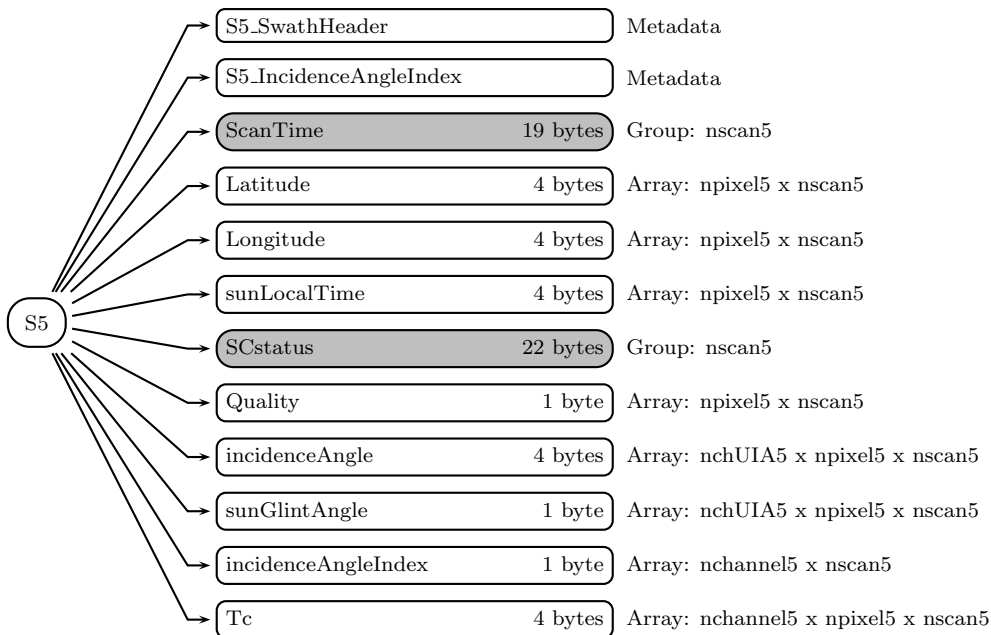 S5_SwathHeader Metadata
S5_IncidenceAngleIndex Metadata
ScanTime 19 bytes Group: nscan5
Latitude 4 bytes Array: npixel5 x nscan5
Longitude 4 bytes Array: npixel5 x nscan5
sunLocalTime 4 bytes Array: npixel5 x nscan5
S5
SCstatus 22 bytes Group: nscan5
Quality 1 byte Array: npixel5 x nscan5
incidenceAngle 4 bytes Array: nchUIA5 x npixel5 x nscan5
sunGlintAngle 1 byte Array: nchUIA5 x npixel5 x nscan5
incidenceAngleIndex 1 byte Array: nchannel5 x nscan5
Tc 4 bytes Array: nchannel5 x npixel5 x nscan5